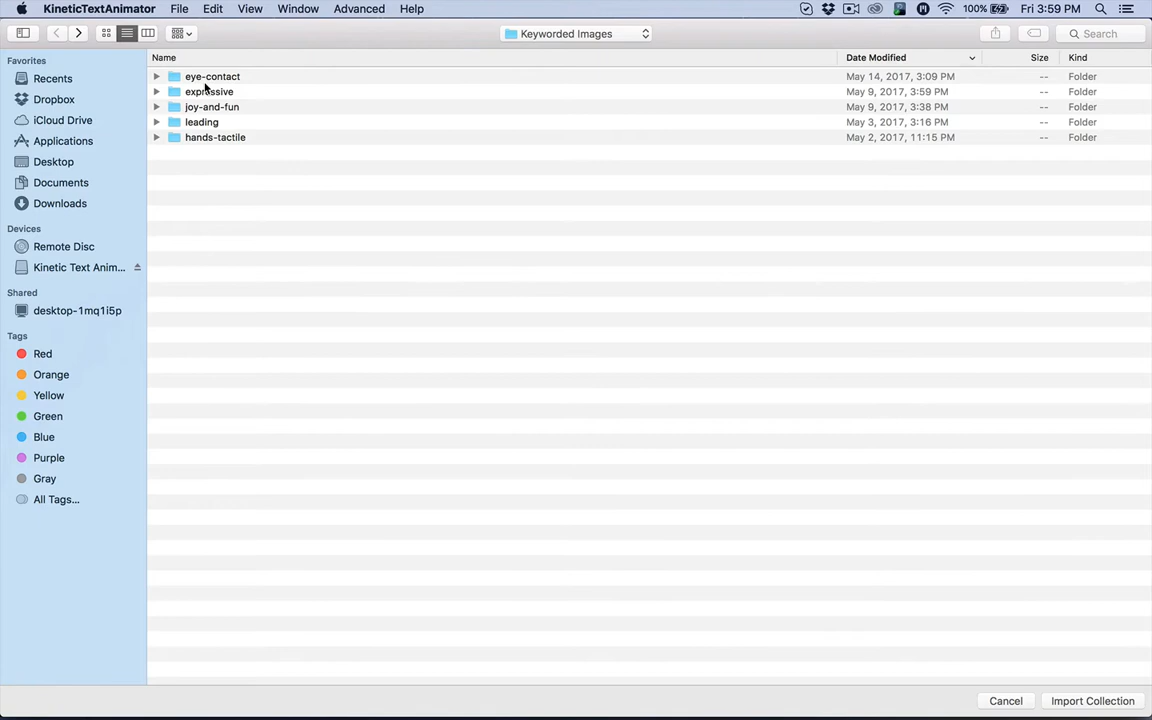 KineticTextAnimator File Edit View Window Advanced Help 100% Fri 3:59 PM
Keyworded Images Search
Favorites
Recents
Dropbox
iCloud Drive
Applications
Desktop
Documents
Downloads
Devices
Remote Disc
Kinetic Text Anim...
Shared
desktop-1mq1i5p
Tags
Red
Orange
Yellow
Green
Blue
Purple
Gray
All Tags...
Name Date Modified Size Kind
eye-contact May 14, 2017, 3:09 PM -- Folder
expressive May 9, 2017, 3:59 PM -- Folder
joy-and-fun May 9, 2017, 3:38 PM -- Folder
leading May 3, 2017, 3:16 PM -- Folder
hands-tactile May 2, 2017, 11:15 PM -- Folder
Cancel Import Collection